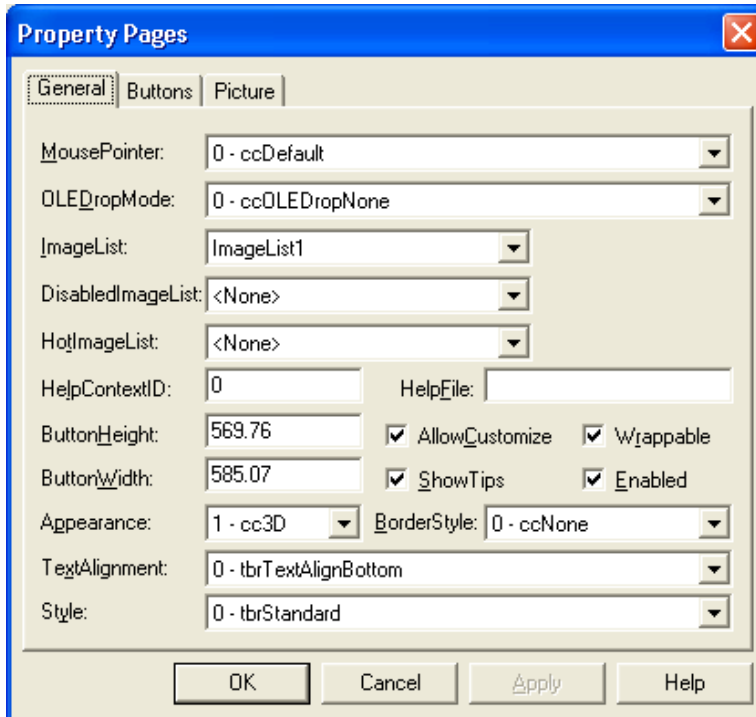 Property Pages
General Buttons Picture
MousePointer: 0 - ccDefault
OLEDropMode: 0 - ccOLEDropNone
ImageList: ImageList1
DisabledImageList: <None>
HotImageList: <None>
HelpContextID: 0 HelpFile:
ButtonHeight: 569.76 AllowCustomize Wrappable
ButtonWidth: 585.07 ShowTips Enabled
Appearance: 1 - cc3D BorderStyle: 0 - ccNone
TextAlignment: 0 - tbrTextAlignBottom
Style: 0 - tbrStandard
OK Cancel Apply Help